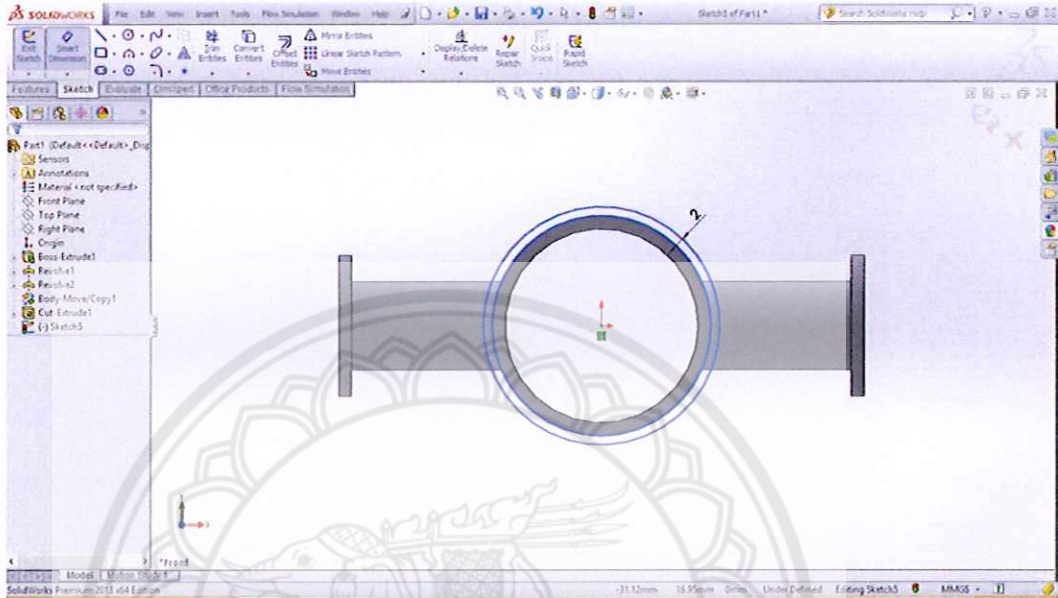 SOLIDWORKS File Edit View Insert Tools Flow Simulation Window Help Sketch5 of Part1 * Search SolidWorks Help
Exit Sketch Smart Dimension Trim Entities Convert Entities Offset Entities Mirror Entities Linear Sketch Pattern Move Entities Display/Delete Relations Repair Sketch Quick Snaps Rapid Sketch
Features Sketch Evaluate DimXpert Office Products Flow Simulation
Part1 (Default<<Default>_Disp
Sensors
Annotations
Material <not specified>
Front Plane
Top Plane
Right Plane
Origin
Boss-Extrude1
Revolve1
Revolve2
Body-Move/Copy1
Cut-Extrude1
(-) Sketch5
2
*Front
Model Motion Study 1
SolidWorks Premium 2013 x64 Edition -31.12mm 0mm Under Defined Editing Sketch5 MMGS